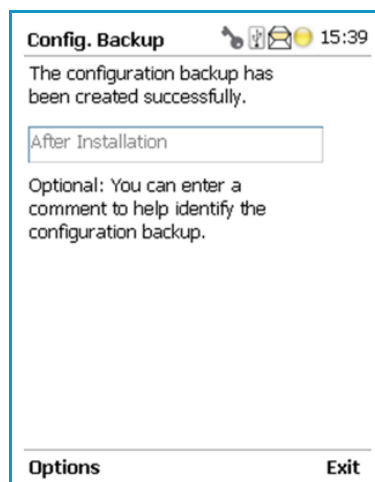 Config. Backup 15:39
The configuration backup has
been created successfully.
After Installation
Optional: You can enter a
comment to help identify the
configuration backup.
Options Exit